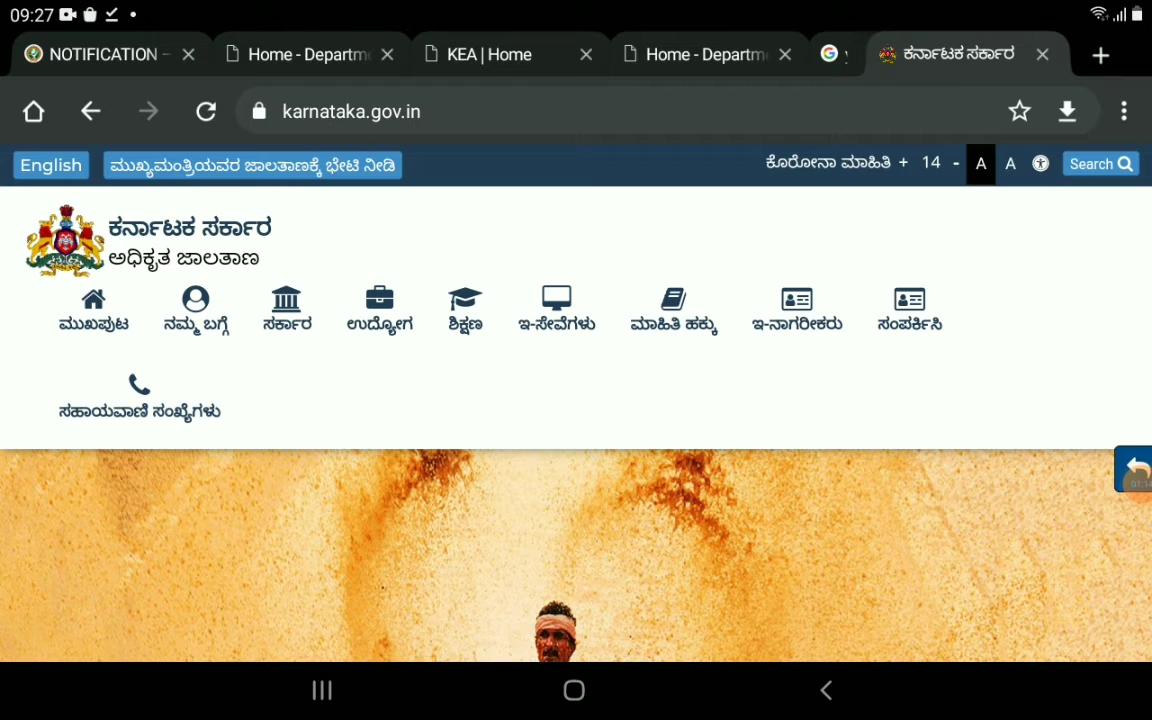 09:27
NOTIFICATION –
Home - Departm
KEA | Home
Home - Departm
ಕರ್ನಾಟಕ ಸರ್ಕಾರ
karnataka.gov.in
English ಮುಖ್ಯಮಂತ್ರಿಯವರ ಜಾಲತಾಣಕ್ಕೆ ಭೇಟಿ ನೀಡಿ ಕೊರೋನಾ ಮಾಹಿತಿ + 14 - A A Search
ಕರ್ನಾಟಕ ಸರ್ಕಾರ
ಅಧಿಕೃತ ಜಾಲತಾಣ
ಮುಖಪುಟ ನಮ್ಮ ಬಗ್ಗೆ ಸರ್ಕಾರ ಉದ್ಯೋಗ ಶಿಕ್ಷಣ ಇ-ಸೇವೆಗಳು ಮಾಹಿತಿ ಹಕ್ಕು ಇ-ನಾಗರೀಕರು ಸಂಪರ್ಕಿಸಿ
ಸಹಾಯವಾಣಿ ಸಂಖ್ಯೆಗಳು